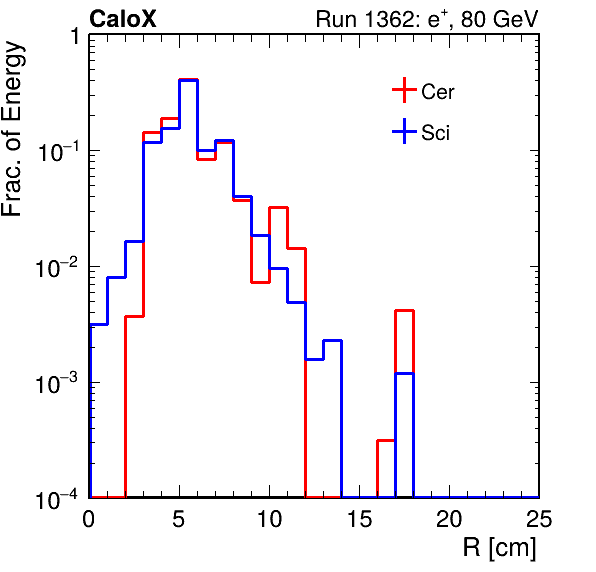 CaloX Run 1362: e⁺, 80 GeV
Frac. of Energy
1
10⁻¹
10⁻²
10⁻³
10⁻⁴
Cer
Sci
0 5 10 15 20 25
R [cm]